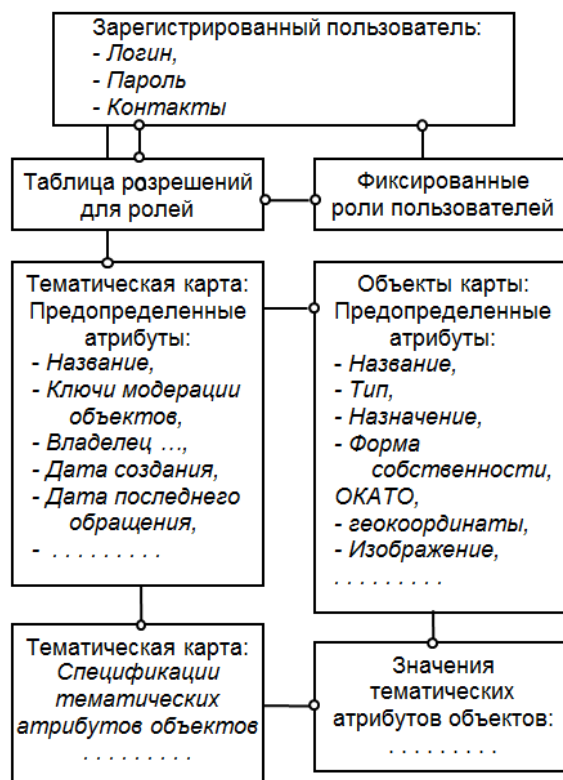 Зарегистрированный пользователь:
- Логин,
- Пароль
- Контакты
Таблица разрешений
для ролей
Фиксированные
роли пользователей
Тематическая карта:
Предопределенные
атрибуты:
- Название,
- Ключи модерации
объектов,
- Владелец ...,
- Дата создания,
- Дата последнего
обращения,
- . . . . . . . . .
Объекты карты:
Предопределенные
атрибуты:
- Название,
- Тип,
- Назначение,
- Форма
собственности,
ОКАТО,
- геокоординаты,
- Изображение,
. . . . . . . . .
Тематическая карта:
Спецификации
тематических
атрибутов объектов
. . . . . . . . .
Значения
тематических
атрибутов объектов:
. . . . . . . . .